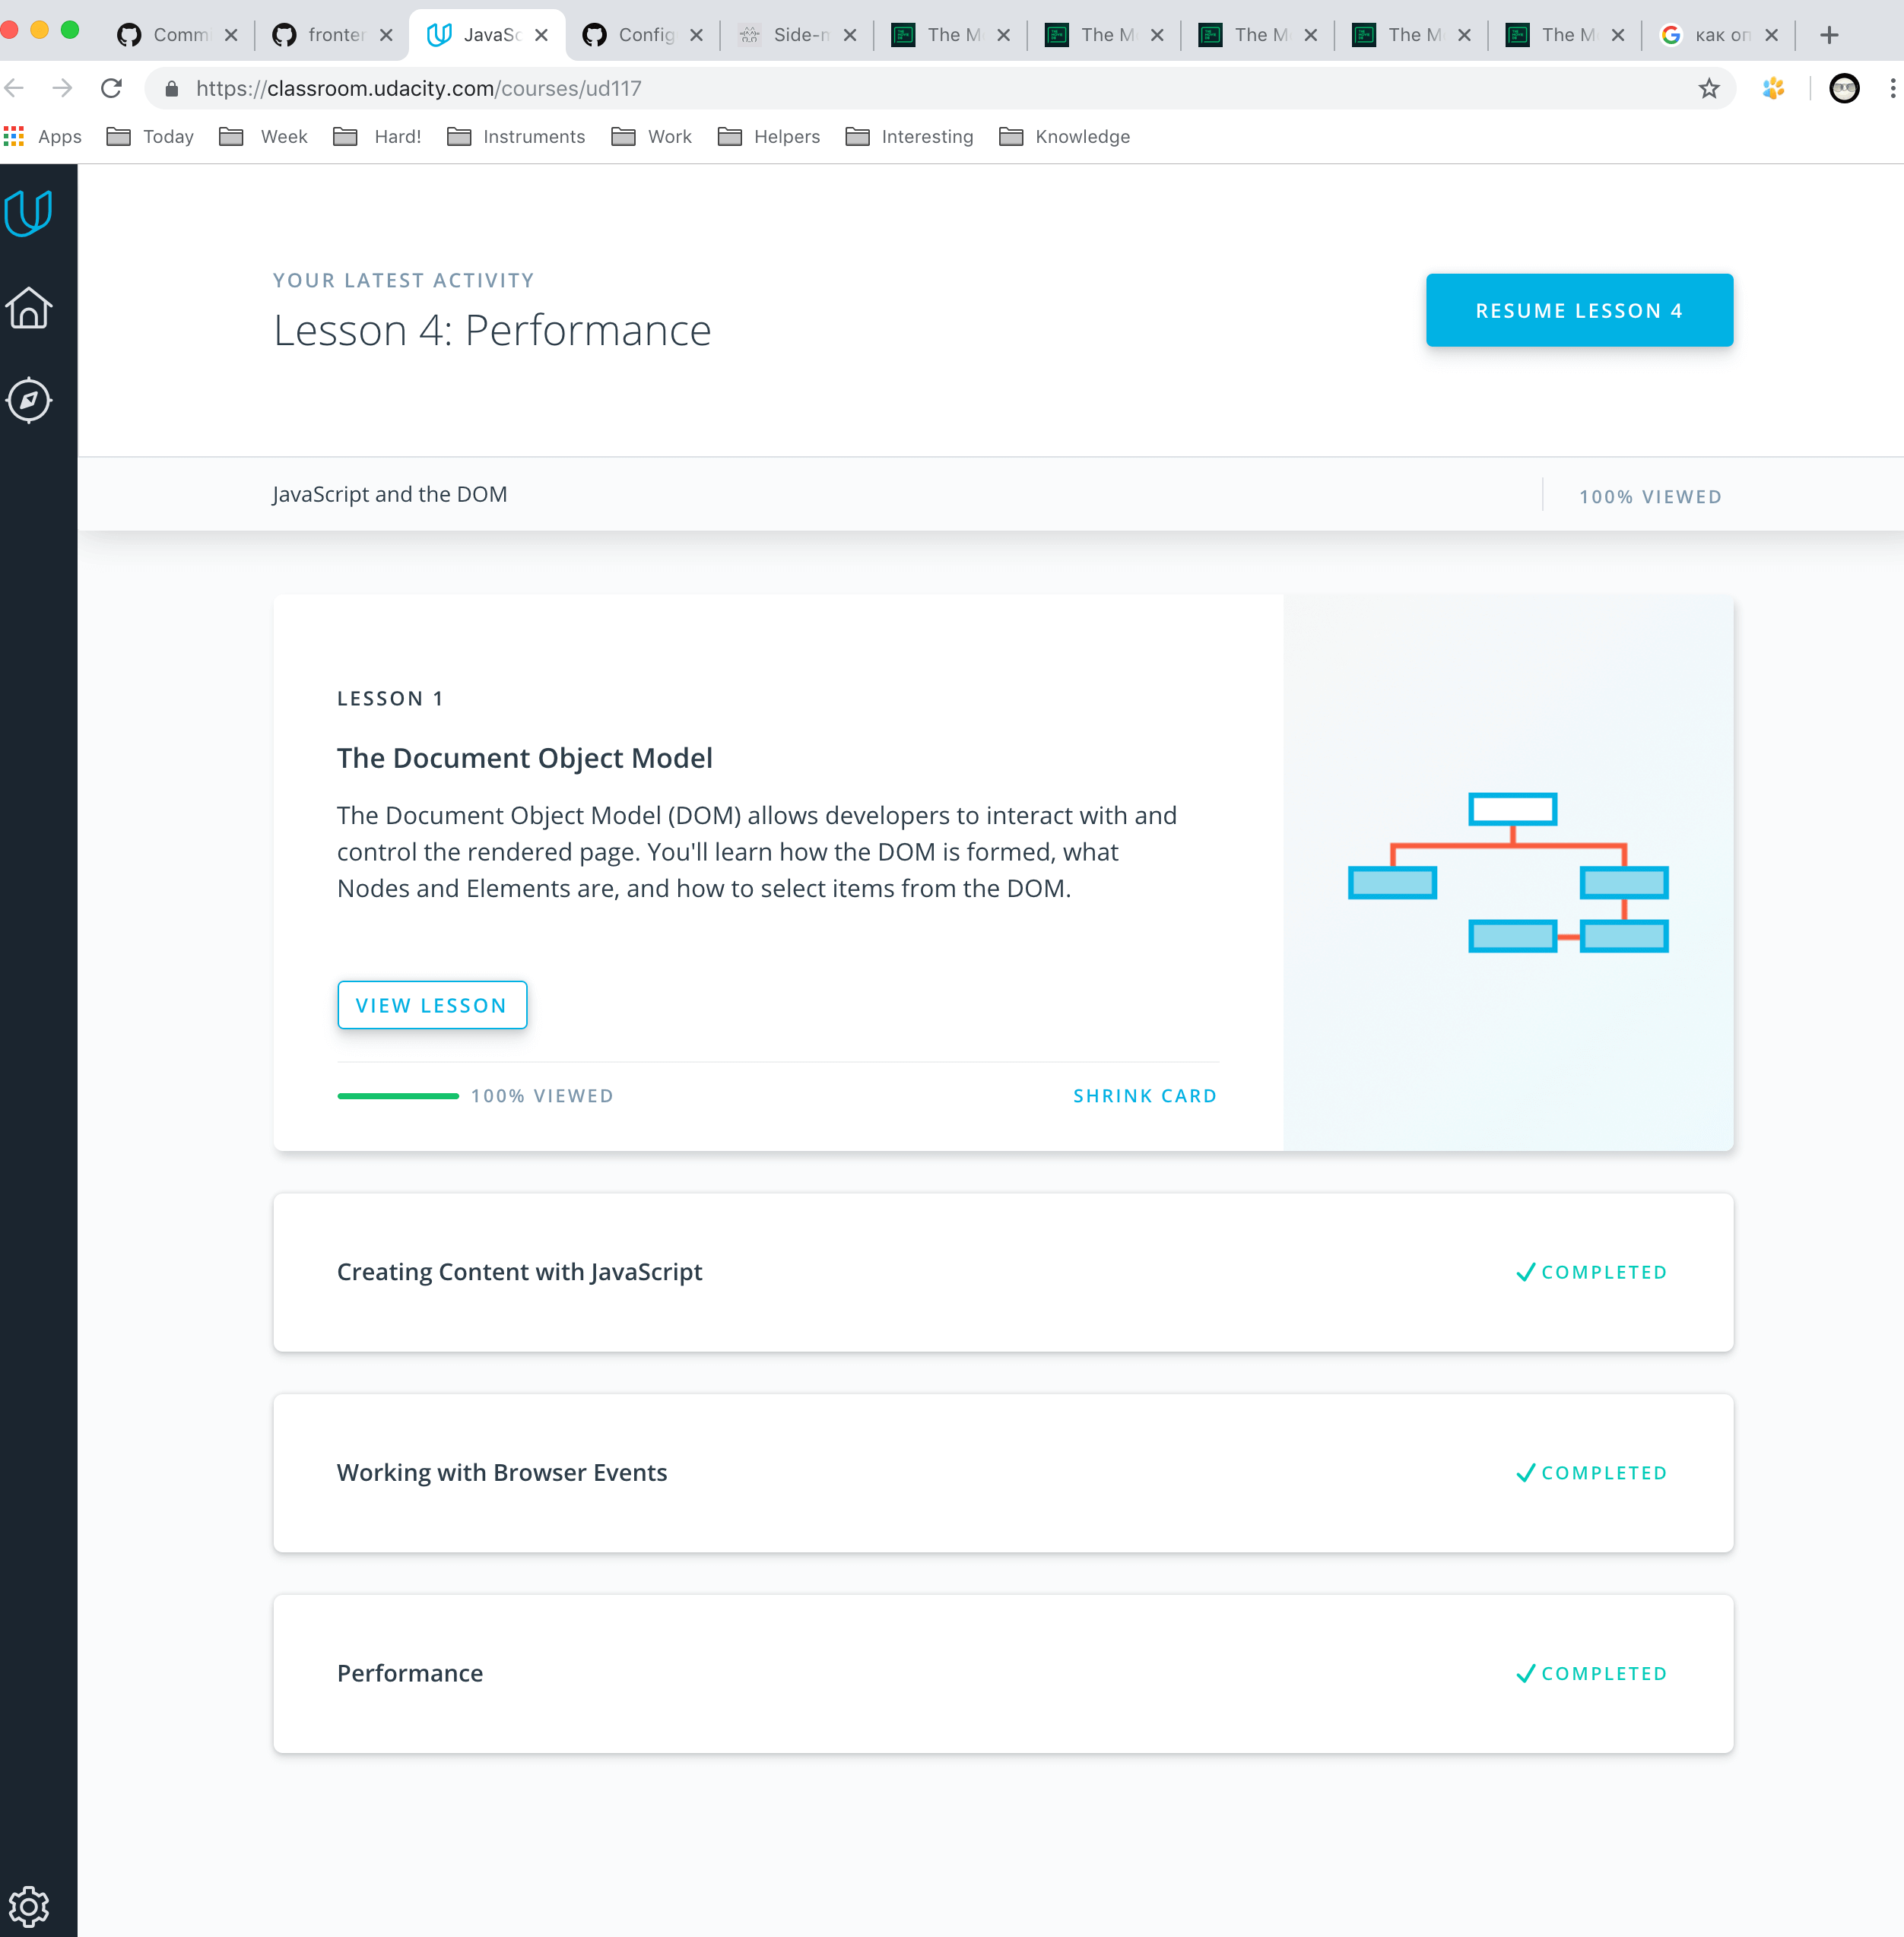 Comm
fronte
JavaSc
Config
Side-m
The M
The M
The M
The M
The M
как оп
https://classroom.udacity.com/courses/ud117
Apps Today Week Hard! Instruments Work Helpers Interesting Knowledge
YOUR LATEST ACTIVITY
Lesson 4: Performance
RESUME LESSON 4
JavaScript and the DOM
100% VIEWED
LESSON 1
The Document Object Model
The Document Object Model (DOM) allows developers to interact with and
control the rendered page. You'll learn how the DOM is formed, what
Nodes and Elements are, and how to select items from the DOM.
VIEW LESSON
100% VIEWED
SHRINK CARD
Creating Content with JavaScript
COMPLETED
Working with Browser Events
COMPLETED
Performance
COMPLETED